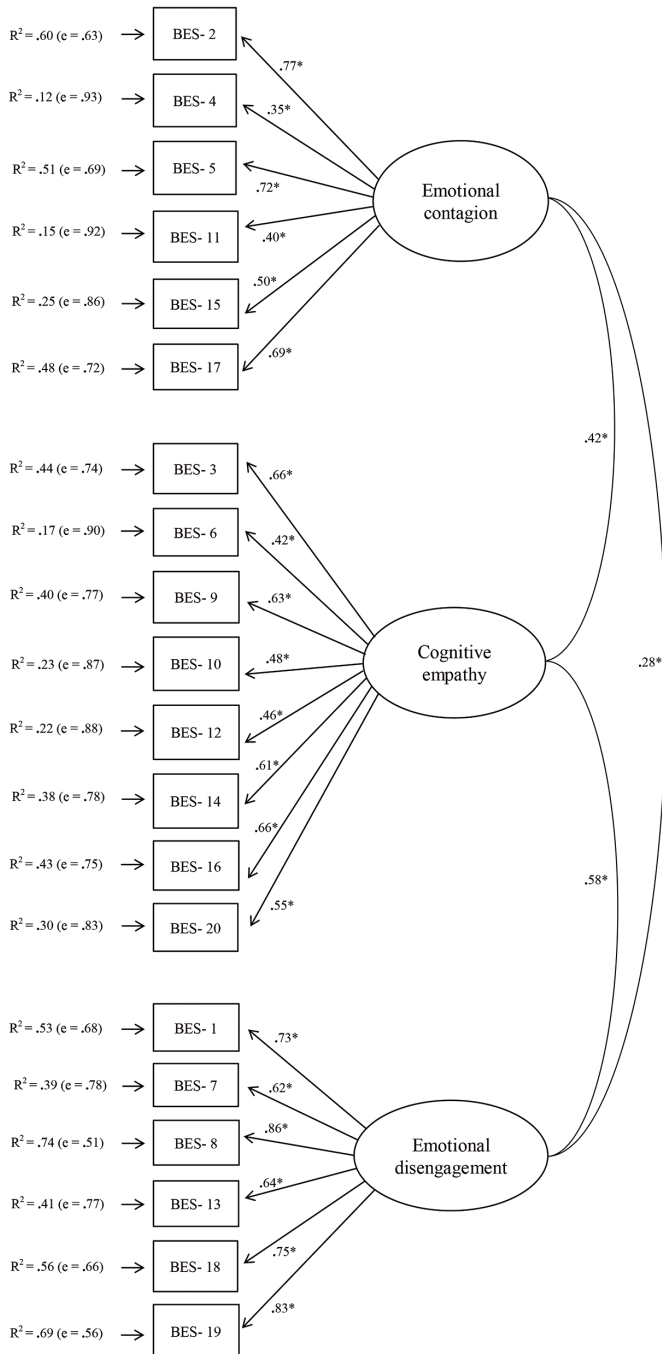 R² = .60 (e = .63) BES- 2 .77*
R² = .12 (e = .93) BES- 4 .35*
R² = .51 (e = .69) BES- 5 .72*
Emotional
contagion
R² = .15 (e = .92) BES- 11 .40*
R² = .25 (e = .86) BES- 15 .50*
R² = .48 (e = .72) BES- 17 .69*
.42*
R² = .44 (e = .74) BES- 3 .66*
R² = .17 (e = .90) BES- 6 .42*
R² = .40 (e = .77) BES- 9 .63*
R² = .23 (e = .87) BES- 10 .48*
Cognitive
empathy
.28*
R² = .22 (e = .88) BES- 12 .46*
R² = .38 (e = .78) BES- 14 .61*
R² = .43 (e = .75) BES- 16 .66*
.58*
R² = .30 (e = .83) BES- 20 .55*
R² = .53 (e = .68) BES- 1 .73*
R² = .39 (e = .78) BES- 7 .62*
R² = .74 (e = .51) BES- 8 .86*
Emotional
disengagement
R² = .41 (e = .77) BES- 13 .64*
R² = .56 (e = .66) BES- 18 .75*
R² = .69 (e = .56) BES- 19 .83*